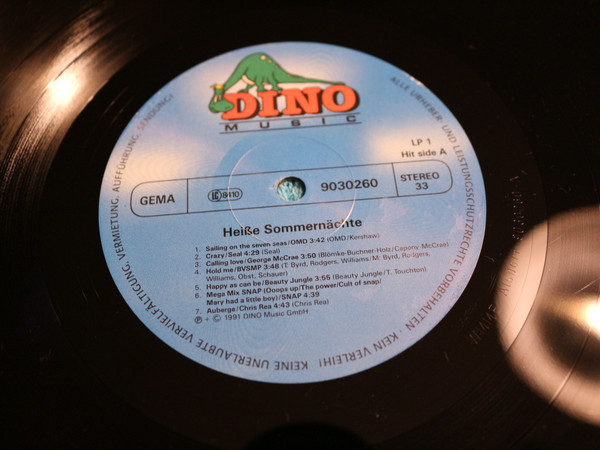 DINO
MUSIC
LP 1
Hit side A
GEMA
LC 8410
9030260
STEREO
33
Heiße Sommernächte
1. Sailing on the seven seas/OMD 3:42 (OMD/Kershaw)
2. Crazy/Seal 4:29 (Seal)
3. Calling love/George McCrae 3:50 (Blömke-Buchner-Holz/Capony-McCrae)
4. Hold me/BVSMP 3:48 (T. Byrd, Rodgers, Williams/M. Byrd, Rodgers,
Williams, Obst, Schauer)
5. Happy as can be/Beauty Jungle 3:55 (Beauty Jungle/T. Touchton)
6. Mega Mix SNAP (Ooops up/The power/Cult of snap/
Mary had a little boy)/SNAP 4:39
7. Auberge/Chris Rea 4:43 (Chris Rea)
℗ + © 1991 DINO Music GmbH
ALLE URHEBER- UND LEISTUNGSSCHUTZRECHTE VORBEHALTEN · KEIN VERLEIH! KEINE UNERLAUBTE VERVIELFÄLTIGUNG, VERMIETUNG, AUFFÜHRUNG, SENDUNG!